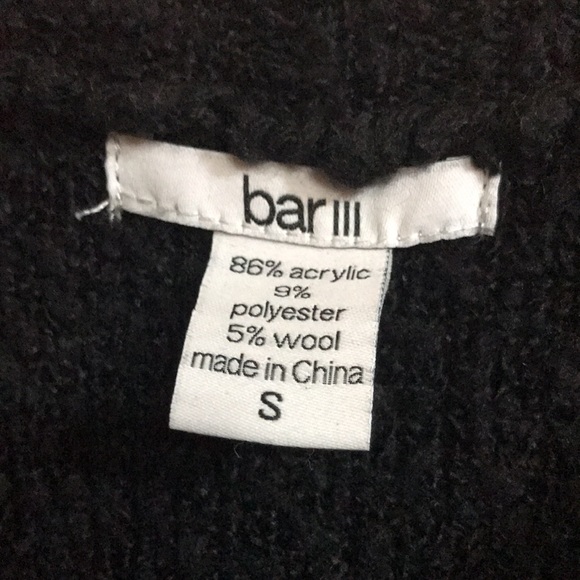 bar III
86% acrylic
9%
polyester
5% wool
made in China
S